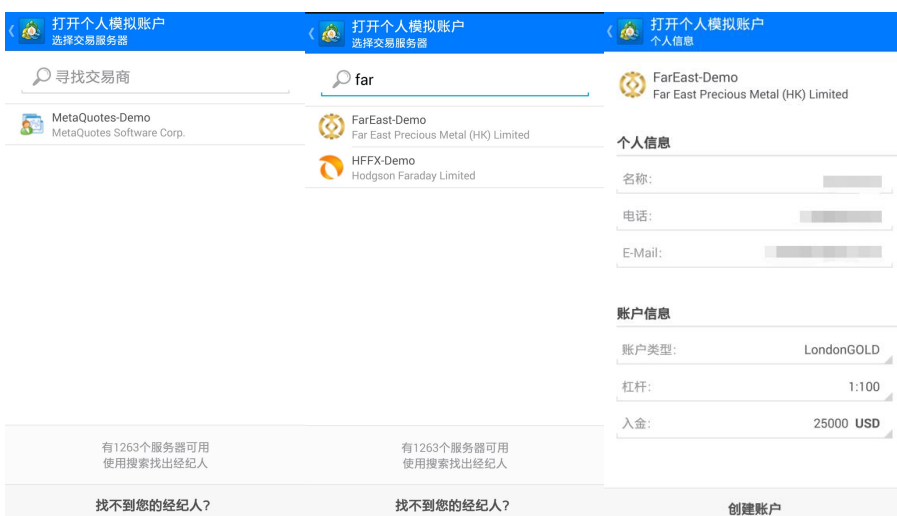 打开个人模拟账户
选择交易服务器
寻找交易商
MetaQuotes-Demo
MetaQuotes Software Corp.
有1263个服务器可用
使用搜索找出经纪人
找不到您的经纪人?
打开个人模拟账户
选择交易服务器
far
FarEast-Demo
Far East Precious Metal (HK) Limited
HFFX-Demo
Hodgson Faraday Limited
有1263个服务器可用
使用搜索找出经纪人
找不到您的经纪人?
打开个人模拟账户
个人信息
FarEast-Demo
Far East Precious Metal (HK) Limited
个人信息
名称:
电话:
E-Mail:
账户信息
账户类型: LondonGOLD
杠杆: 1:100
入金: 25000 USD
创建账户